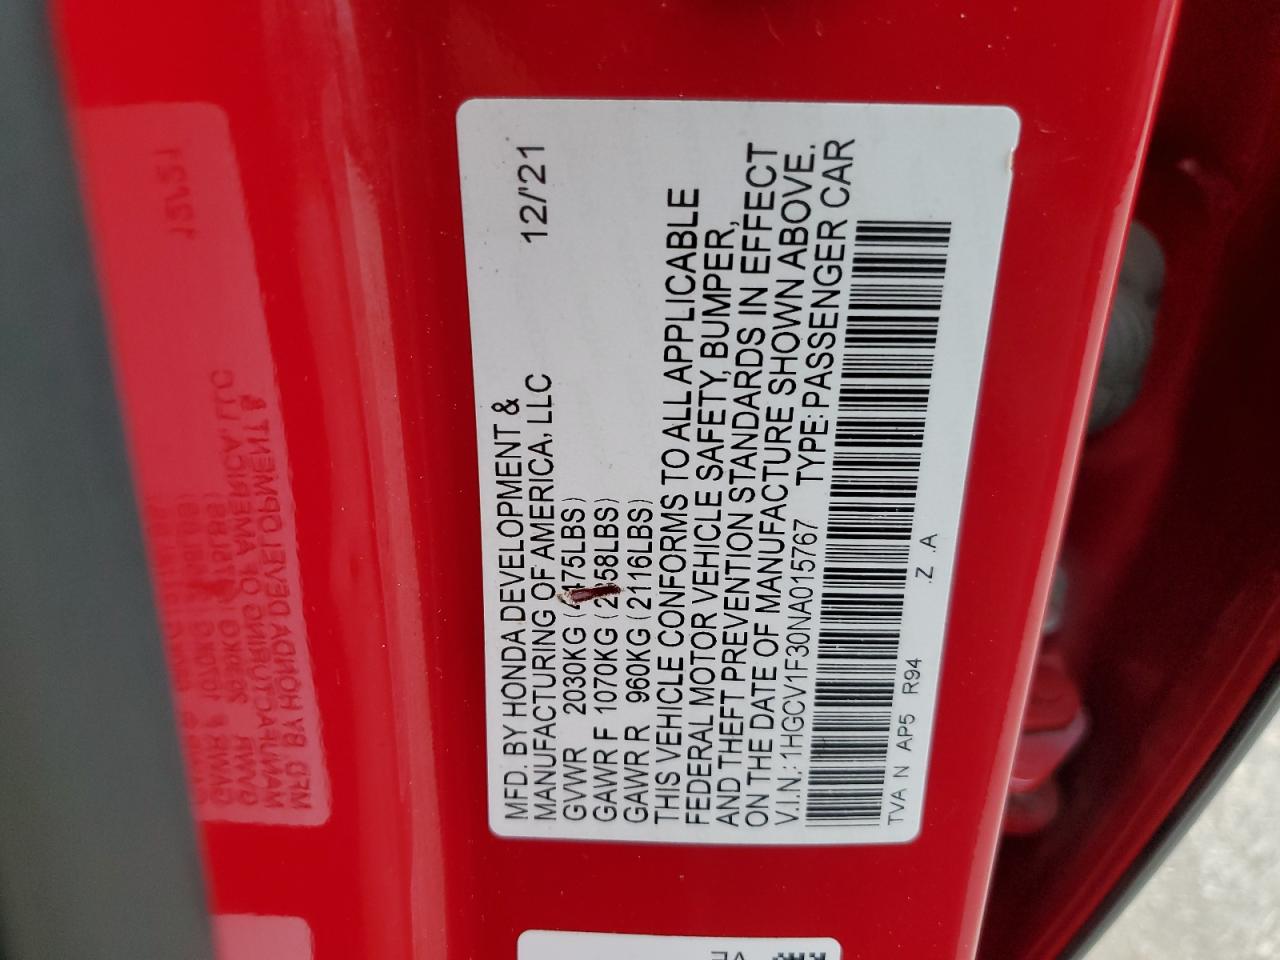 MFD. BY HONDA DEVELOPMENT &
MANUFACTURING OF AMERICA, LLC 12/'21
GVWR 2030KG (4475LBS)
GAWR F 1070KG (2358LBS)
GAWR R 960KG (2116LBS)
THIS VEHICLE CONFORMS TO ALL APPLICABLE
FEDERAL MOTOR VEHICLE SAFETY, BUMPER,
AND THEFT PREVENTION STANDARDS IN EFFECT
ON THE DATE OF MANUFACTURE SHOWN ABOVE.
V.I.N.: 1HGCV1F30NA015767 TYPE: PASSENGER CAR
TVA N AP5 R94 .Z .A